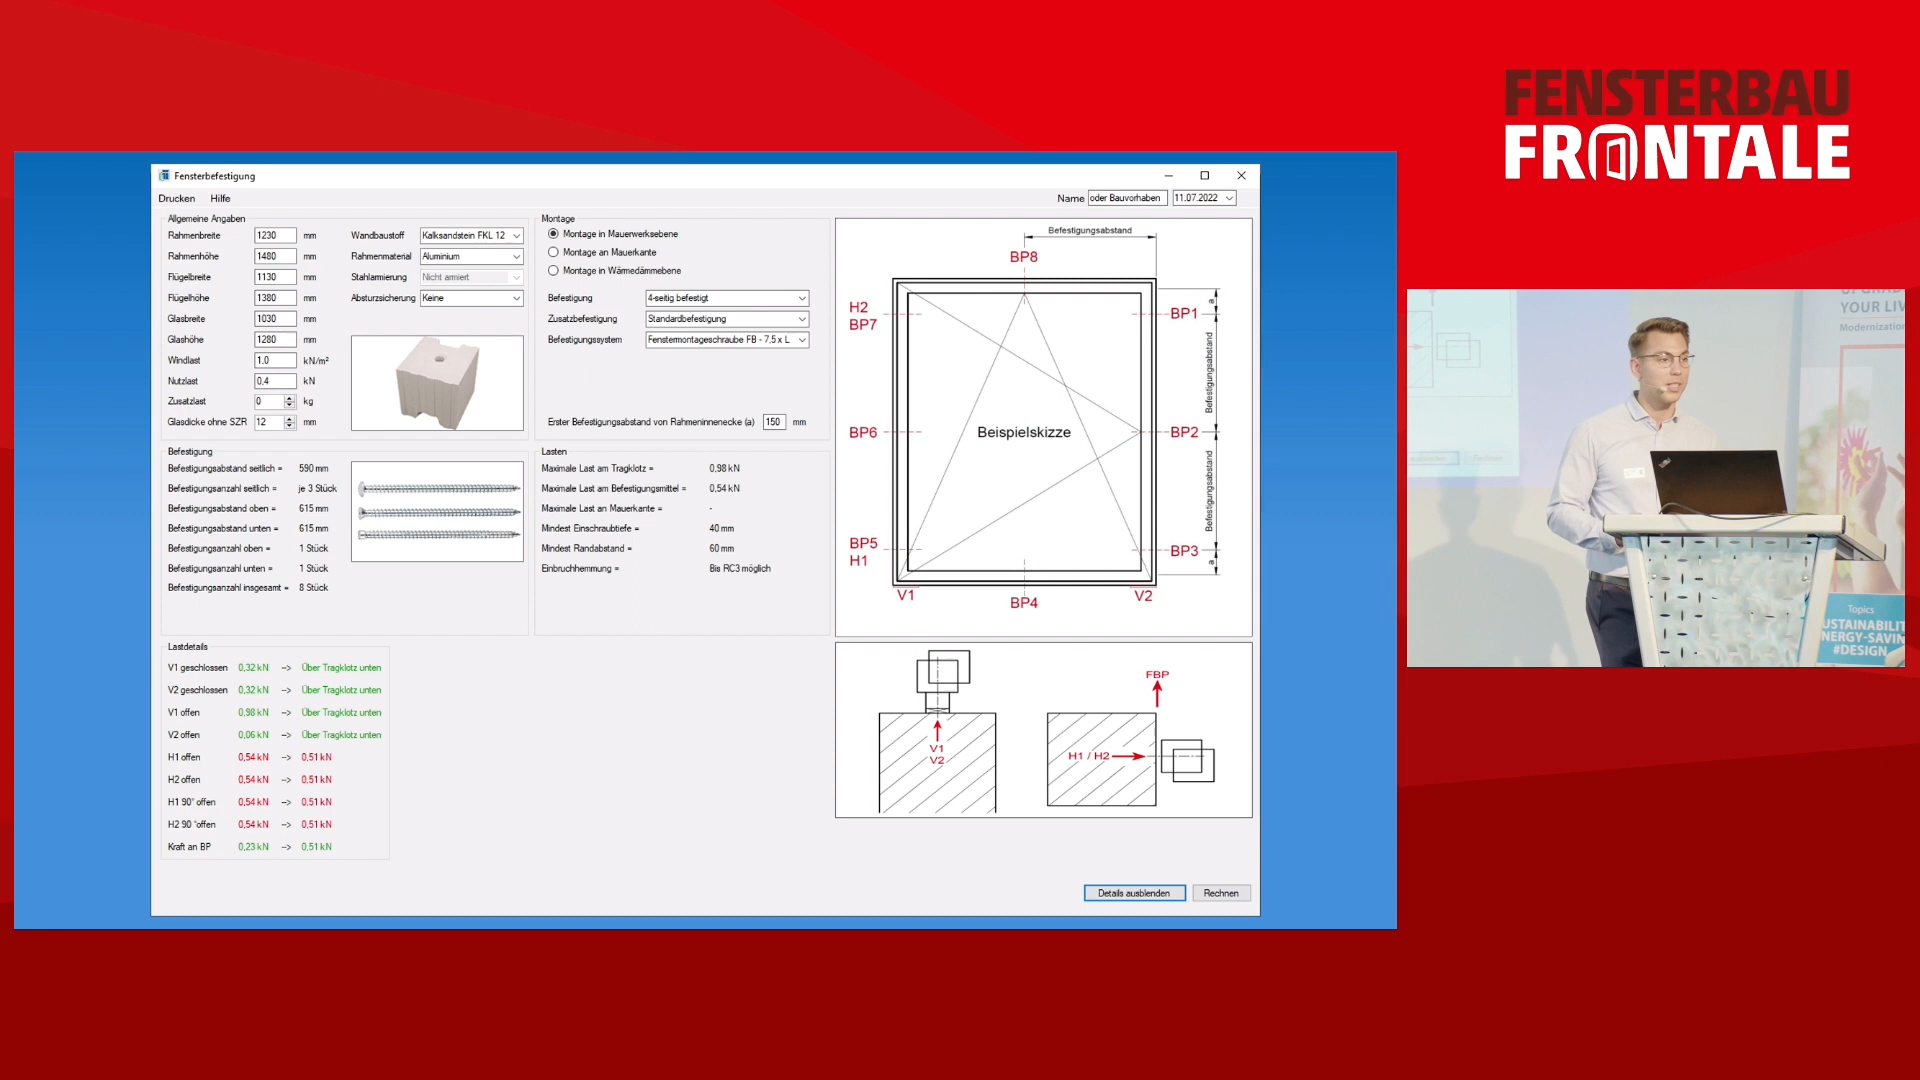 FENSTERBAU
FRONTALE
Fensterbefestigung
Drucken Hilfe
Name oder Bauvorhaben 11.07.2022
Allgemeine Angaben
Rahmenbreite 1230 mm
Rahmenhöhe 1480 mm
Flügelbreite 1130 mm
Flügelhöhe 1380 mm
Glasbreite 1030 mm
Glashöhe 1280 mm
Windlast 1.0 kN/m²
Nutzlast 0,4 kN
Zusatzlast 0 kg
Glasdicke ohne SZR 12 mm
Wandbaustoff Kalksandstein FKL 12
Rahmenmaterial Aluminium
Stahlarmierung Nicht armiert
Absturzsicherung Keine
Montage
Montage in Mauerwerksebene
Montage an Mauerkante
Montage in Wärmedämmebene
Befestigung 4-seitig befestigt
Zusatzbefestigung Standardbefestigung
Befestigungssystem Fenstermontageschraube FB - 7,5 x L
Erster Befestigungsabstand von Rahmeninnenecke (a) 150 mm
Befestigung
Befestigungsabstand seitlich = 590 mm
Befestigungsanzahl seitlich = je 3 Stück
Befestigungsabstand oben = 615 mm
Befestigungsabstand unten = 615 mm
Befestigungsanzahl oben = 1 Stück
Befestigungsanzahl unten = 1 Stück
Befestigungsanzahl insgesamt = 8 Stück
Lasten
Maximale Last am Tragklotz = 0,98 kN
Maximale Last am Befestigungsmittel = 0,54 kN
Maximale Last an Mauerkante = -
Mindest Einschraubtiefe = 40 mm
Mindest Randabstand = 60 mm
Einbruchhemmung = Bis RC3 möglich
Lastdetails
V1 geschlossen 0,32 kN --> Über Tragklotz unten
V2 geschlossen 0,32 kN --> Über Tragklotz unten
V1 offen 0,98 kN --> Über Tragklotz unten
V2 offen 0,06 kN --> Über Tragklotz unten
H1 offen 0,54 kN --> 0,51 kN
H2 offen 0,54 kN --> 0,51 kN
H1 90° offen 0,54 kN --> 0,51 kN
H2 90 °offen 0,54 kN --> 0,51 kN
Kraft an BP 0,23 kN --> 0,51 kN
Befestigungsabstand
BP8
H2
BP7
BP1
a
Befestigungsabstand
BP6
Beispielskizze
BP2
Befestigungsabstand
BP5
H1
BP3
a
V1
BP4
V2
V1
V2
FBP
H1 / H2
Details ausblenden Rechnen
YOUR LIV
Modernizatio
Topics
USTAINABILIT
NERGY-SAVIN
#DESIGN